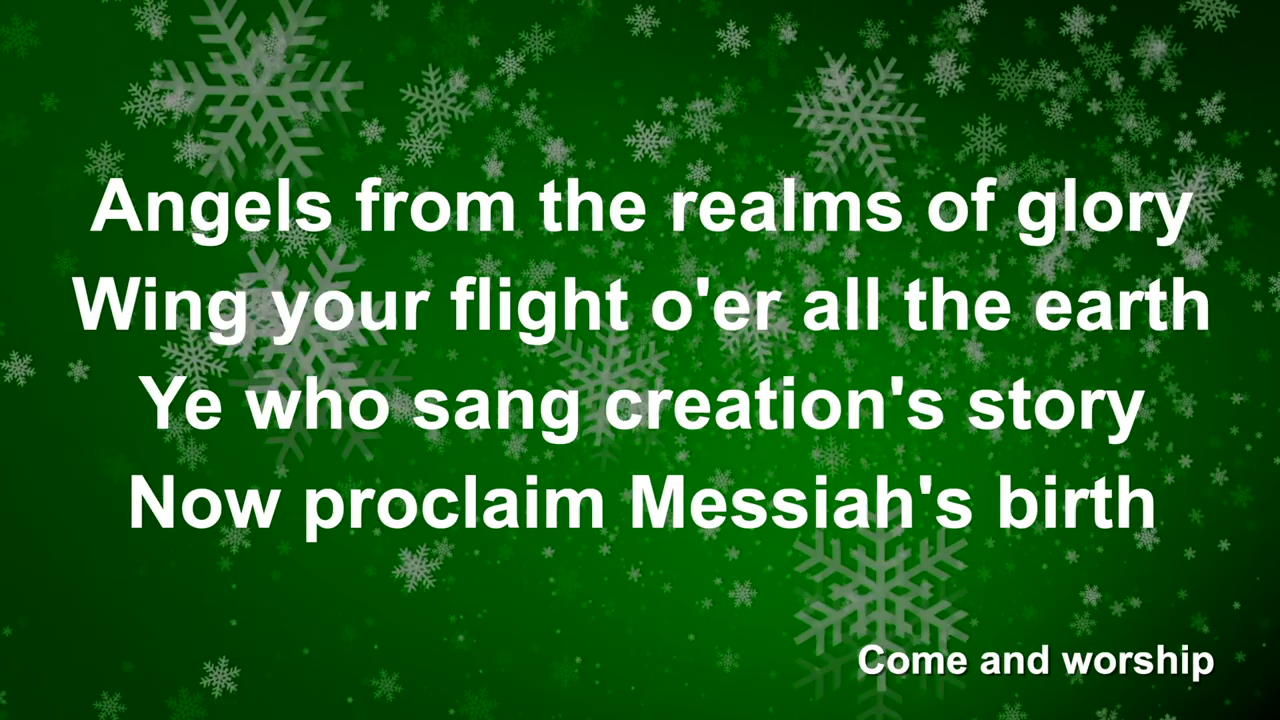 Angels from the realms of glory
Wing your flight o'er all the earth
Ye who sang creation's story
Now proclaim Messiah's birth
Come and worship